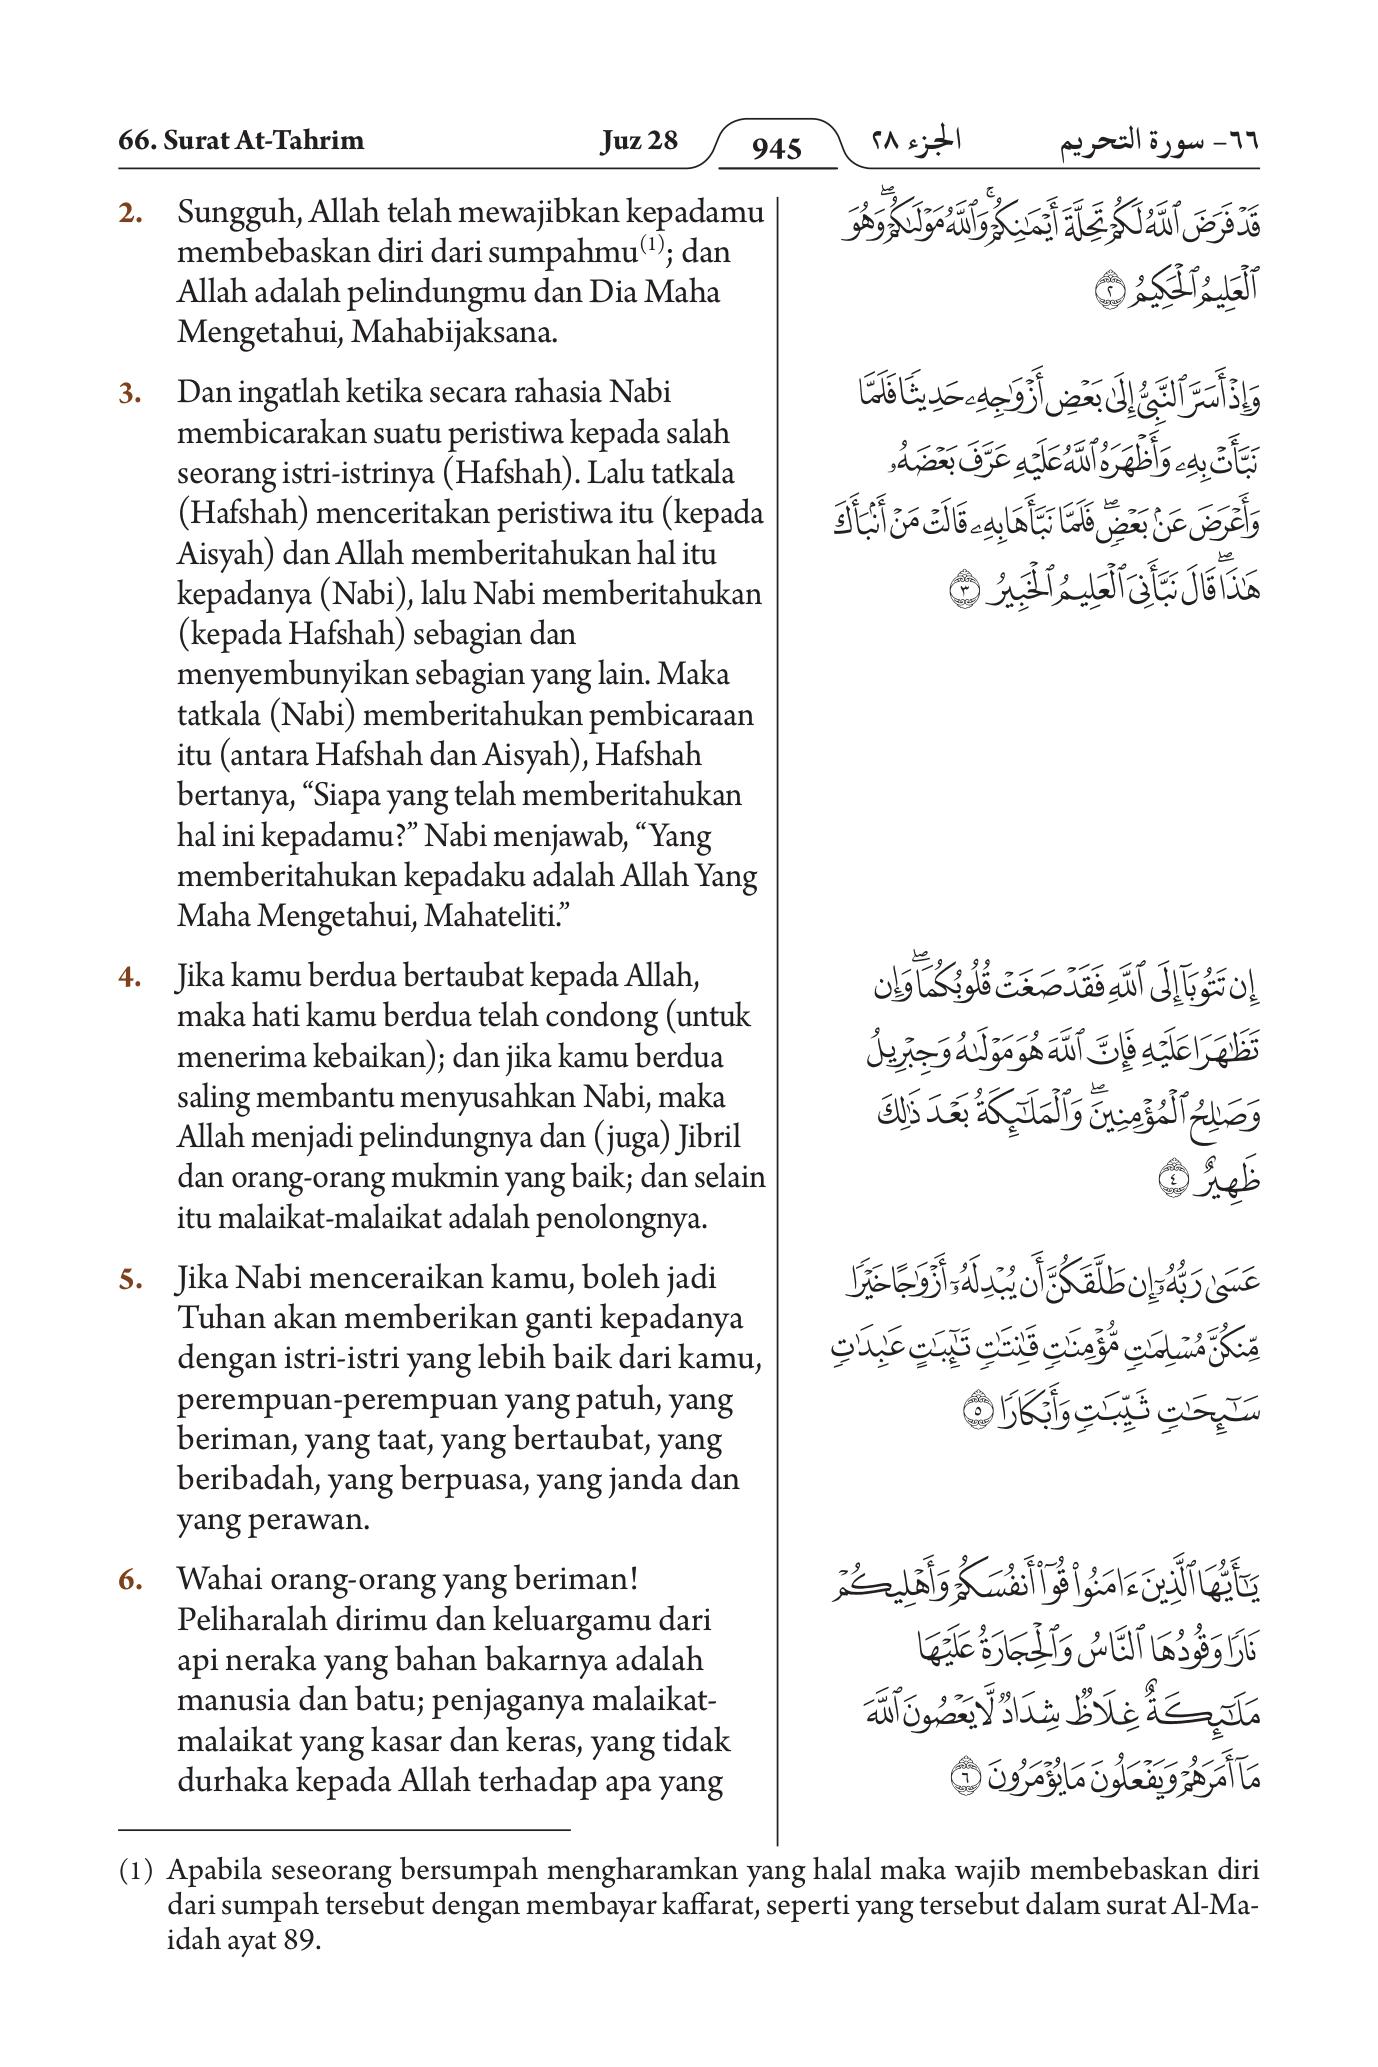 66. Surat At-Tahrim Juz 28 945 الجزء ٢٨ ٦٦- سورة التحريم
2. Sungguh, Allah telah mewajibkan kepadamu
membebaskan diri dari sumpahmu(1); dan
Allah adalah pelindungmu dan Dia Maha
Mengetahui, Mahabijaksana.
3. Dan ingatlah ketika secara rahasia Nabi
membicarakan suatu peristiwa kepada salah
seorang istri-istrinya (Hafshah). Lalu tatkala
(Hafshah) menceritakan peristiwa itu (kepada
Aisyah) dan Allah memberitahukan hal itu
kepadanya (Nabi), lalu Nabi memberitahukan
(kepada Hafshah) sebagian dan
menyembunyikan sebagian yang lain. Maka
tatkala (Nabi) memberitahukan pembicaraan
itu (antara Hafshah dan Aisyah), Hafshah
bertanya, “Siapa yang telah memberitahukan
hal ini kepadamu?” Nabi menjawab, “Yang
memberitahukan kepadaku adalah Allah Yang
Maha Mengetahui, Mahateliti.”
4. Jika kamu berdua bertaubat kepada Allah,
maka hati kamu berdua telah condong (untuk
menerima kebaikan); dan jika kamu berdua
saling membantu menyusahkan Nabi, maka
Allah menjadi pelindungnya dan (juga) Jibril
dan orang-orang mukmin yang baik; dan selain
itu malaikat-malaikat adalah penolongnya.
5. Jika Nabi menceraikan kamu, boleh jadi
Tuhan akan memberikan ganti kepadanya
dengan istri-istri yang lebih baik dari kamu,
perempuan-perempuan yang patuh, yang
beriman, yang taat, yang bertaubat, yang
beribadah, yang berpuasa, yang janda dan
yang perawan.
6. Wahai orang-orang yang beriman!
Peliharalah dirimu dan keluargamu dari
api neraka yang bahan bakarnya adalah
manusia dan batu; penjaganya malaikat-
malaikat yang kasar dan keras, yang tidak
durhaka kepada Allah terhadap apa yang
قَدْ فَرَضَ ٱللَّهُ لَكُمْ تَحِلَّةَ أَيْمَـٰنِكُمْ ۚ وَٱللَّهُ مَوْلَىٰكُمْ ۖ وَهُوَ
ٱلْعَلِيمُ ٱلْحَكِيمُ ٢
وَإِذْ أَسَرَّ ٱلنَّبِىُّ إِلَىٰ بَعْضِ أَزْوَٰجِهِۦ حَدِيثًا فَلَمَّا
نَبَّأَتْ بِهِۦ وَأَظْهَرَهُ ٱللَّهُ عَلَيْهِ عَرَّفَ بَعْضَهُۥ
وَأَعْرَضَ عَنۢ بَعْضٍ ۖ فَلَمَّا نَبَّأَهَا بِهِۦ قَالَتْ مَنْ أَنۢبَأَكَ
هَـٰذَا ۖ قَالَ نَبَّأَنِىَ ٱلْعَلِيمُ ٱلْخَبِيرُ ٣
إِن تَتُوبَآ إِلَى ٱللَّهِ فَقَدْ صَغَتْ قُلُوبُكُمَا ۖ وَإِن
تَظَـٰهَرَا عَلَيْهِ فَإِنَّ ٱللَّهَ هُوَ مَوْلَىٰهُ وَجِبْرِيلُ
وَصَـٰلِحُ ٱلْمُؤْمِنِينَ ۖ وَٱلْمَلَـٰٓئِكَةُ بَعْدَ ذَٰلِكَ
ظَهِيرٌ ٤
عَسَىٰ رَبُّهُۥٓ إِن طَلَّقَكُنَّ أَن يُبْدِلَهُۥٓ أَزْوَٰجًا خَيْرًا
مِّنكُنَّ مُسْلِمَـٰتٍ مُّؤْمِنَـٰتٍ قَـٰنِتَـٰتٍ تَـٰٓئِبَـٰتٍ عَـٰبِدَٰتٍ
سَـٰٓئِحَـٰتٍ ثَيِّبَـٰتٍ وَأَبْكَارًا ٥
يَـٰٓأَيُّهَا ٱلَّذِينَ ءَامَنُوا۟ قُوٓا۟ أَنفُسَكُمْ وَأَهْلِيكُمْ
نَارًا وَقُودُهَا ٱلنَّاسُ وَٱلْحِجَارَةُ عَلَيْهَا
مَلَـٰٓئِكَةٌ غِلَاظٌ شِدَادٌ لَّا يَعْصُونَ ٱللَّهَ
مَآ أَمَرَهُمْ وَيَفْعَلُونَ مَا يُؤْمَرُونَ ٦
(1) Apabila seseorang bersumpah mengharamkan yang halal maka wajib membebaskan diri
dari sumpah tersebut dengan membayar kaffarat, seperti yang tersebut dalam surat Al-Ma-
idah ayat 89.